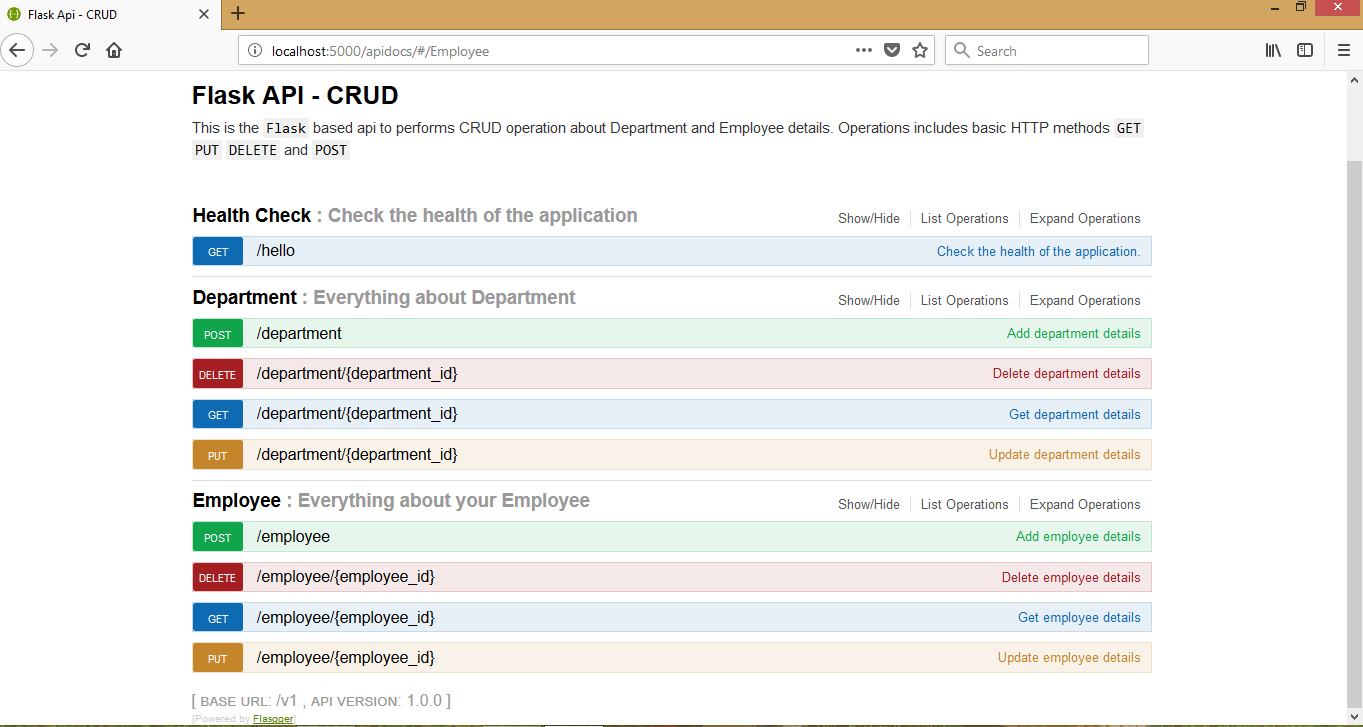 Flask Api - CRUD
localhost:5000/apidocs/#/Employee
Search
Flask API - CRUD
This is the Flask based api to performs CRUD operation about Department and Employee details. Operations includes basic HTTP methods GET
PUT DELETE and POST
Health Check : Check the health of the application Show/Hide List Operations Expand Operations
GET /hello Check the health of the application.
Department : Everything about Department Show/Hide List Operations Expand Operations
POST /department Add department details
DELETE /department/{department_id} Delete department details
GET /department/{department_id} Get department details
PUT /department/{department_id} Update department details
Employee : Everything about your Employee Show/Hide List Operations Expand Operations
POST /employee Add employee details
DELETE /employee/{employee_id} Delete employee details
GET /employee/{employee_id} Get employee details
PUT /employee/{employee_id} Update employee details
[ BASE URL: /v1 , API VERSION: 1.0.0 ]
[Powered by Flasgger]